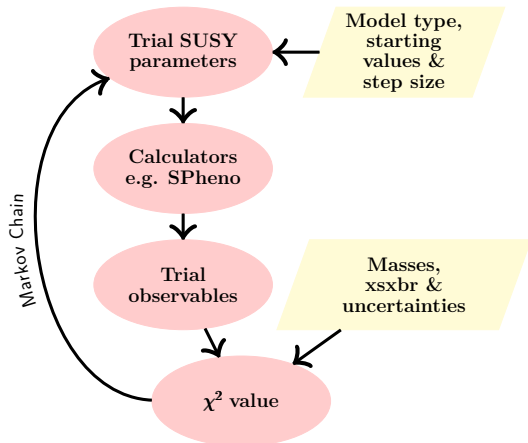 Trial SUSY
parameters
Model type,
starting
values &
step size
Calculators
e.g. SPheno
Markov Chain
Trial
observables
Masses,
xsxbr &
uncertainties
χ² value